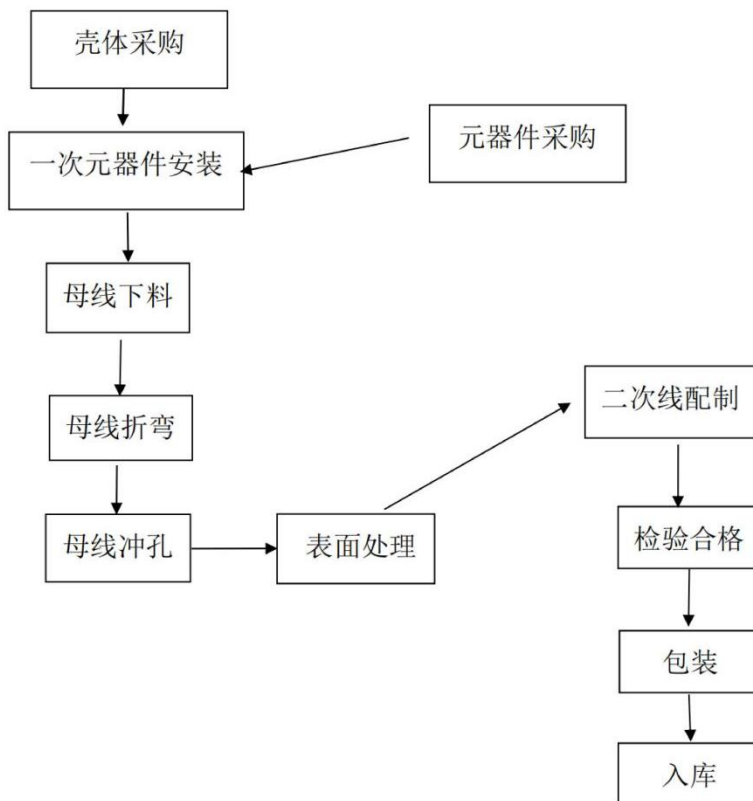 壳体采购
元器件采购
一次元器件安装
母线下料
母线折弯
母线冲孔
表面处理
二次线配制
检验合格
包装
入库